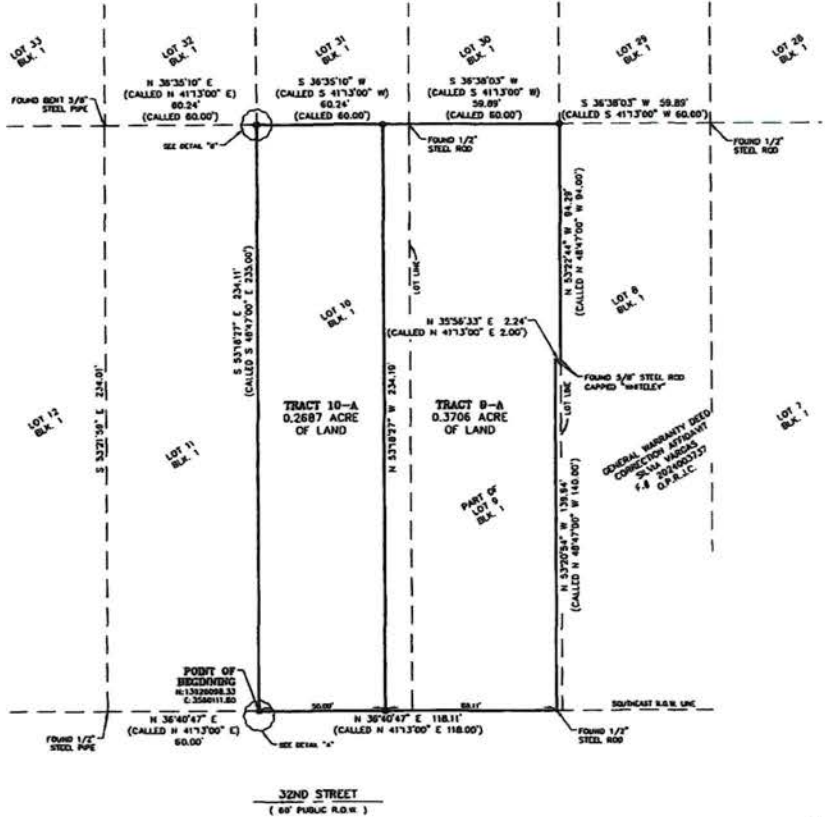 LOT 33
BLK. 1
LOT 32
BLK. 1
LOT 31
BLK. 1
LOT 30
BLK. 1
LOT 29
BLK. 1
LOT 28
BLK. 1
N 36°35'10" E
(CALLED N 41°13'00" E)
60.24'
(CALLED 60.00')
S 36°35'10" W
(CALLED S 41°13'00" W)
60.24'
(CALLED 60.00')
S 36°38'03" W
(CALLED S 41°13'00" W)
59.89'
(CALLED 60.00')
S 36°38'03" W 59.89'
(CALLED S 41°13'00" W 60.00')
FOUND BENT 3/8"
STEEL PIPE
SEE DETAIL "B"
FOUND 1/2"
STEEL ROD
FOUND 1/2"
STEEL ROD
S 53°21'59" E 234.01'
S 53°18'27" E 234.11'
(CALLED S 48°47'00" E 235.00')
N 53°18'27" W 234.19'
LOT LINE
N 53°22'44" W 94.29'
(CALLED N 48°47'00" W 94.00')
LOT 10
BLK. 1
LOT 8
BLK. 1
N 35°56'33" E 2.24'
(CALLED N 41°13'00" E 2.00')
FOUND 5/8" STEEL ROD
CAPPED "WHITELEY"
LOT LINE
LOT 12
BLK. 1
LOT 11
BLK. 1
TRACT 10-A
0.2687 ACRE
OF LAND
TRACT 9-A
0.3706 ACRE
OF LAND
LOT 7
BLK. 1
GENERAL WARRANTY DEED
CORRECTION AFFIDAVIT
SILVIA VARGAS
F.# 2024003737
O.P.R.J.C.
PART OF
LOT 9
BLK. 1
N 53°20'54" W 139.94'
(CALLED N 48°47'00" W 140.00')
POINT OF
BEGINNING
N:13926098.33
E:3580111.60
50.00'
68.11'
SOUTHEAST R.O.W. LINE
FOUND 1/2"
STEEL PIPE
N 36°40'47" E
(CALLED N 41°13'00" E)
60.00'
SEE DETAIL "A"
N 36°40'47" E 118.11'
(CALLED N 41°13'00" E 118.00')
FOUND 1/2"
STEEL ROD
32ND STREET
( 60' PUBLIC R.O.W. )